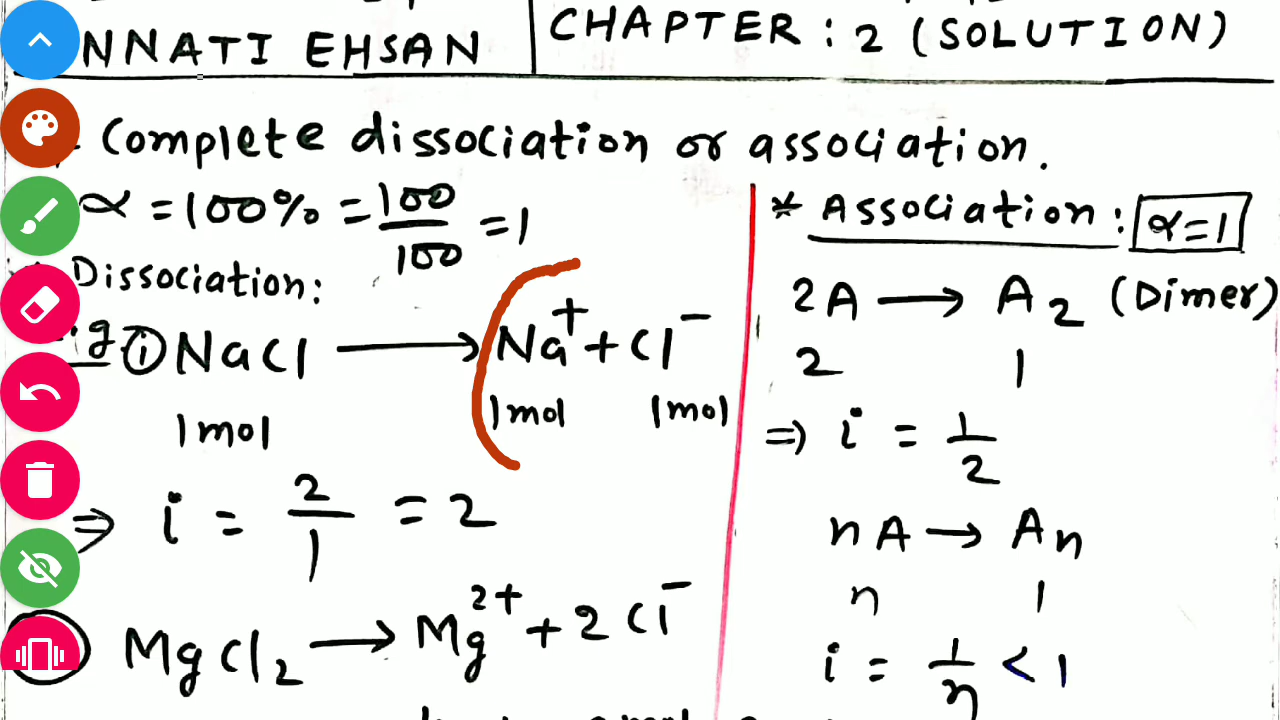 NNATI EHSAN
CHAPTER : 2 (SOLUTION)
Complete dissociation or association.
α = 100% = 100/100 = 1
Dissociation:
g ① NaCl ⟶ Na⁺ + Cl⁻
1mol 1mol 1mol
⇒ i = 2/1 = 2
MgCl₂ ⟶ Mg²⁺ + 2Cl⁻
* Association: α=1
2A ⟶ A₂ (Dimer)
2 1
⇒ i = 1/2
nA → Aₙ
n 1
i = 1/n < 1